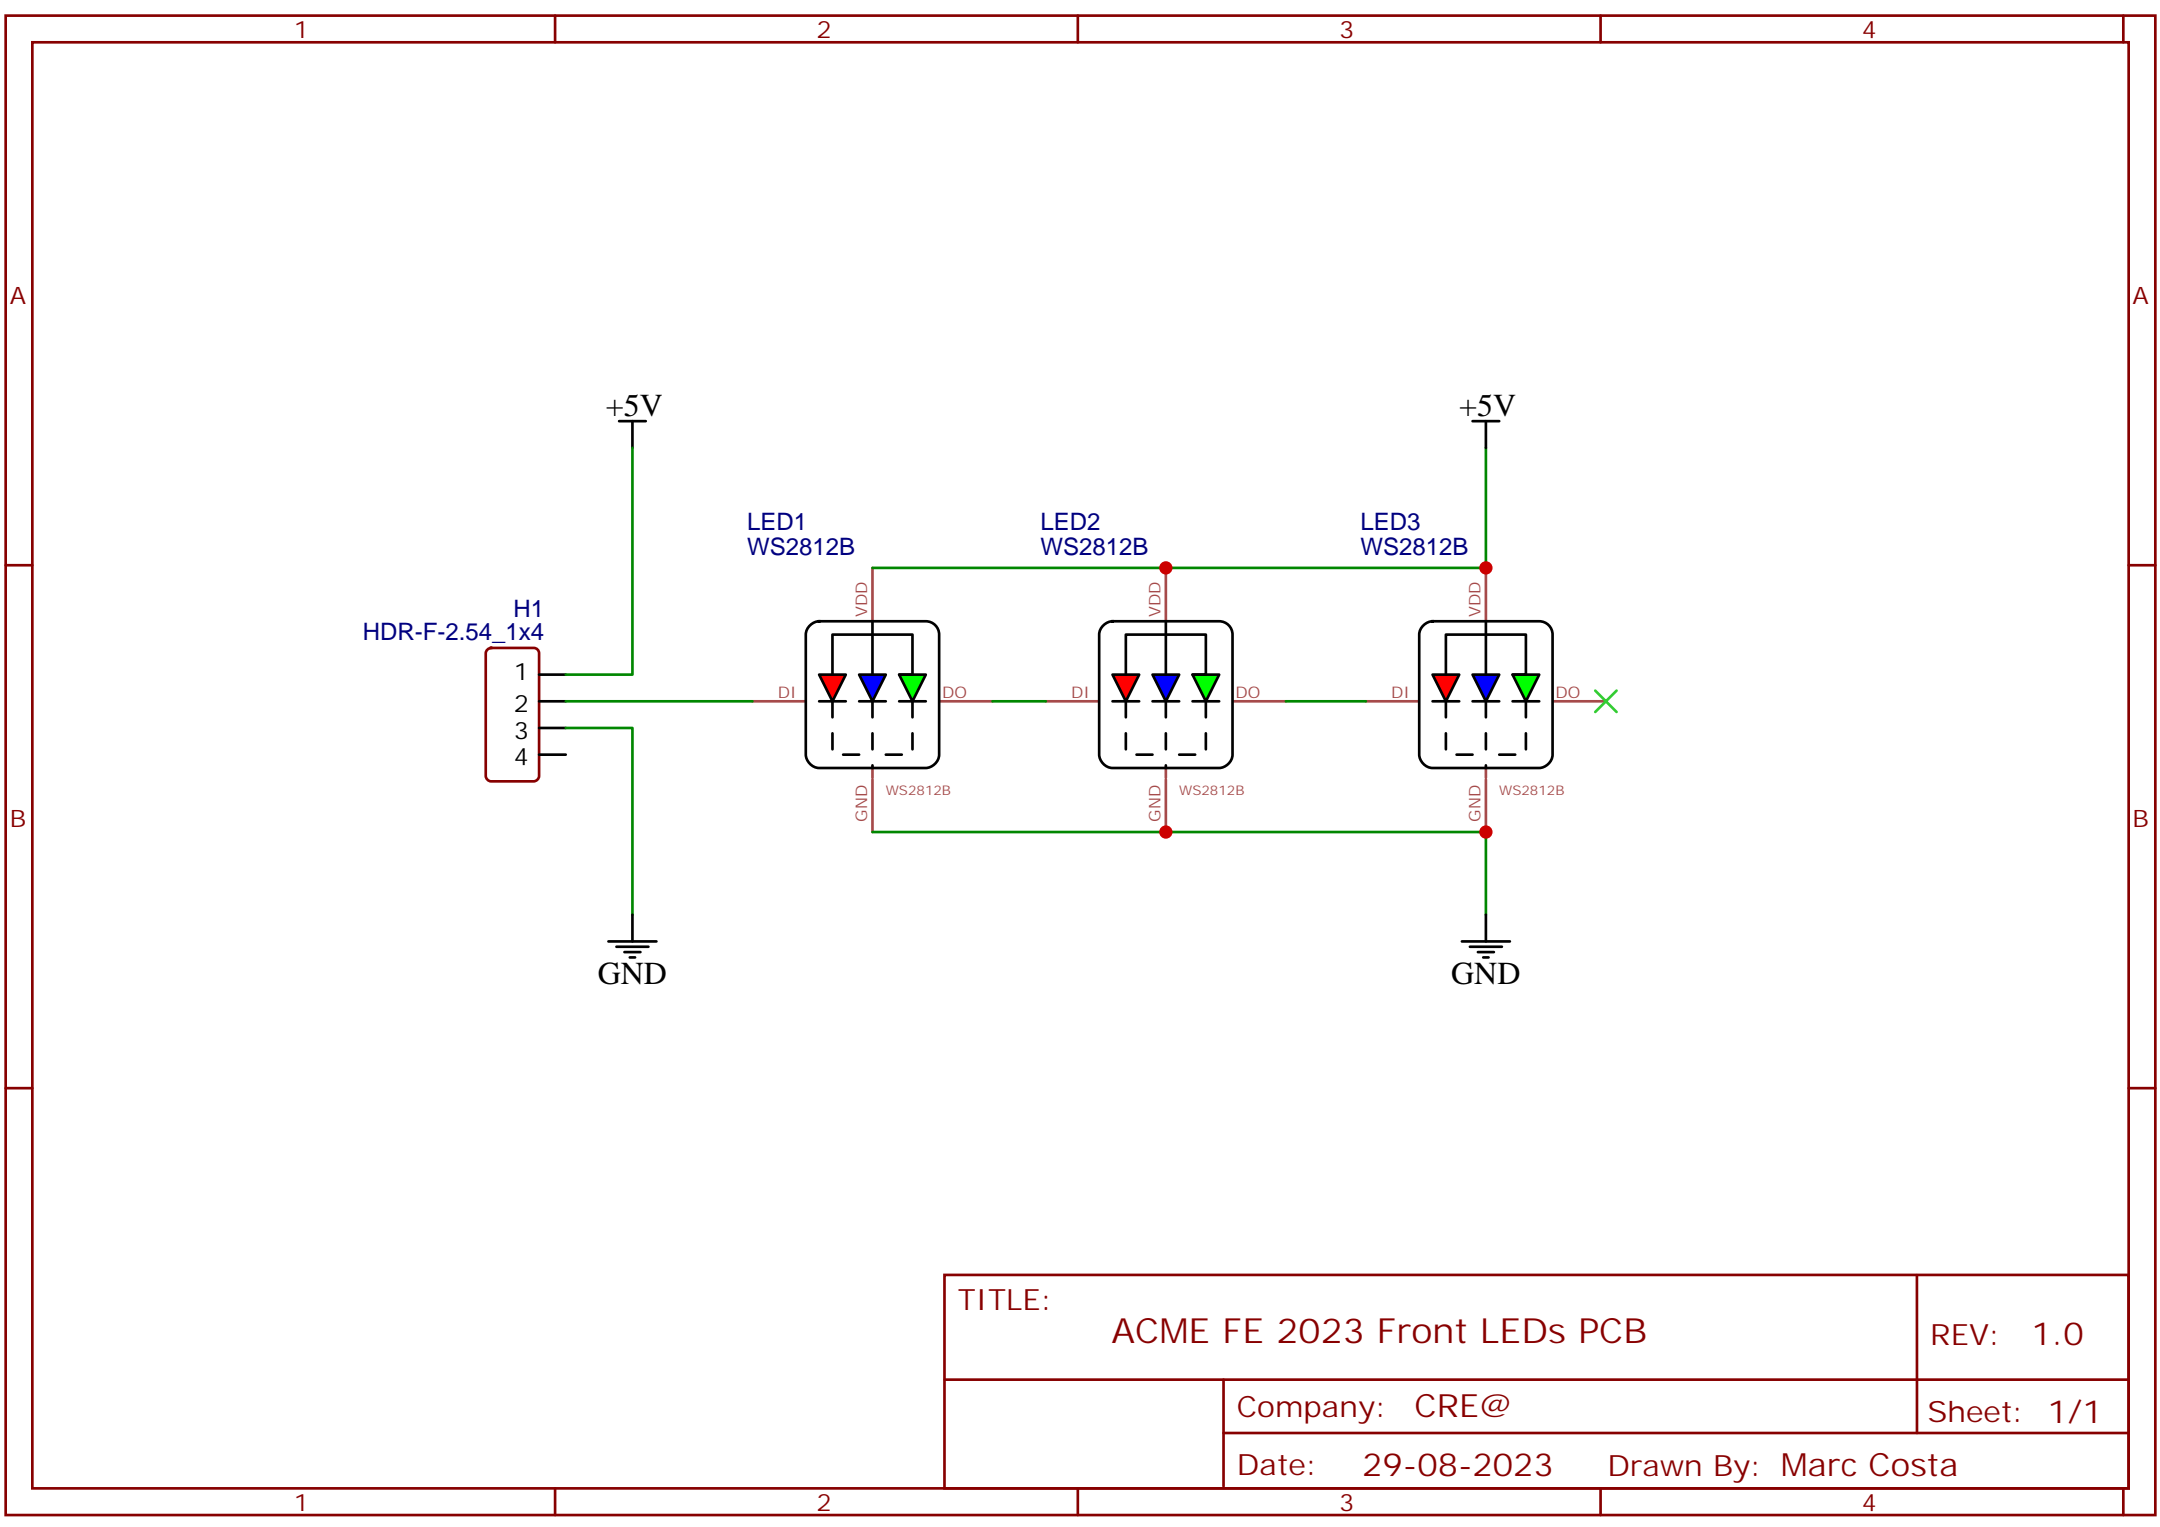 1 2 3 4
A A
+5V +5V
LED1 LED2 LED3
WS2812B WS2812B WS2812B
VDD VDD VDD
H1
HDR-F-2.54_1x4
1
2
3
4
DI DO DI DO DI DO
GND WS2812B GND WS2812B GND WS2812B
B B
GND GND
TITLE:
ACME FE 2023 Front LEDs PCB
REV: 1.0
Company: CRE@
Sheet: 1/1
Date: 29-08-2023 Drawn By: Marc Costa
1 2 3 4